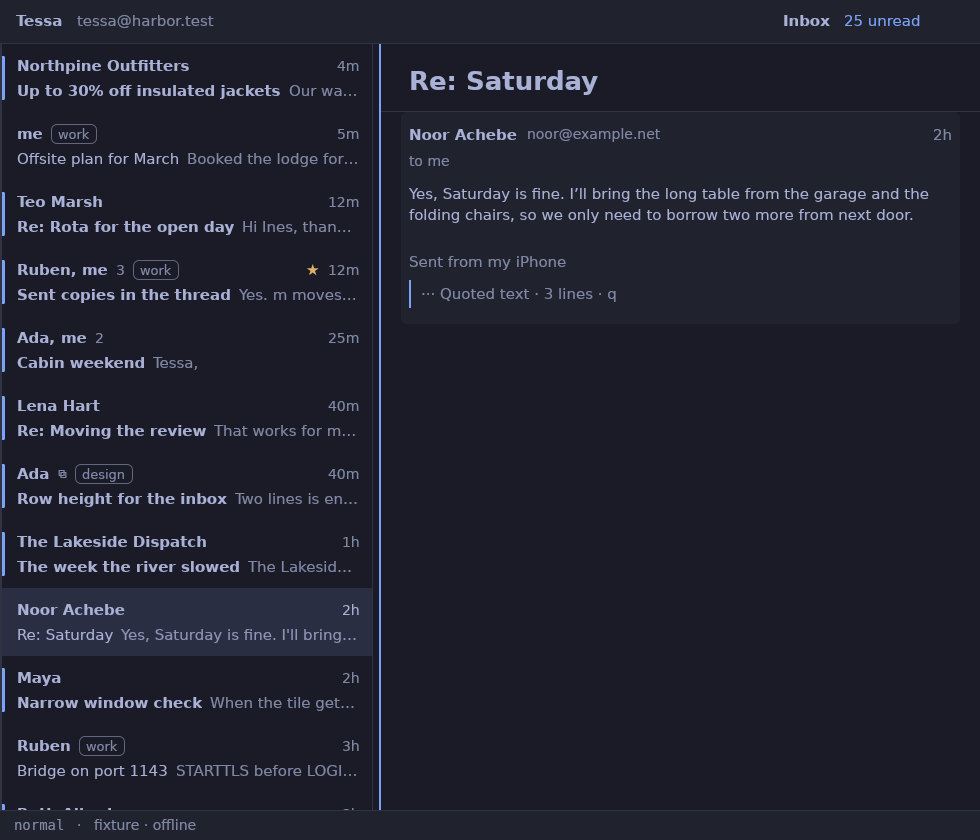 Tessa tessa@harbor.test
Inbox 25 unread
Northpine Outfitters 4m
Up to 30% off insulated jackets Our wa…
me work 5m
Offsite plan for March Booked the lodge for…
Teo Marsh 12m
Re: Rota for the open day Hi Ines, than…
Ruben, me 3 work ★ 12m
Sent copies in the thread Yes. m moves…
Ada, me 2 25m
Cabin weekend Tessa,
Lena Hart 40m
Re: Moving the review That works for m…
Ada design 40m
Row height for the inbox Two lines is en…
The Lakeside Dispatch 1h
The week the river slowed The Lakesid…
Noor Achebe 2h
Re: Saturday Yes, Saturday is fine. I'll bring…
Maya 2h
Narrow window check When the tile get…
Ruben work 3h
Bridge on port 1143 STARTTLS before LOGI…
Re: Saturday
Noor Achebe noor@example.net 2h
to me
Yes, Saturday is fine. I’ll bring the long table from the garage and the
folding chairs, so we only need to borrow two more from next door.
Sent from my iPhone
··· Quoted text · 3 lines · q
normal · fixture · offline